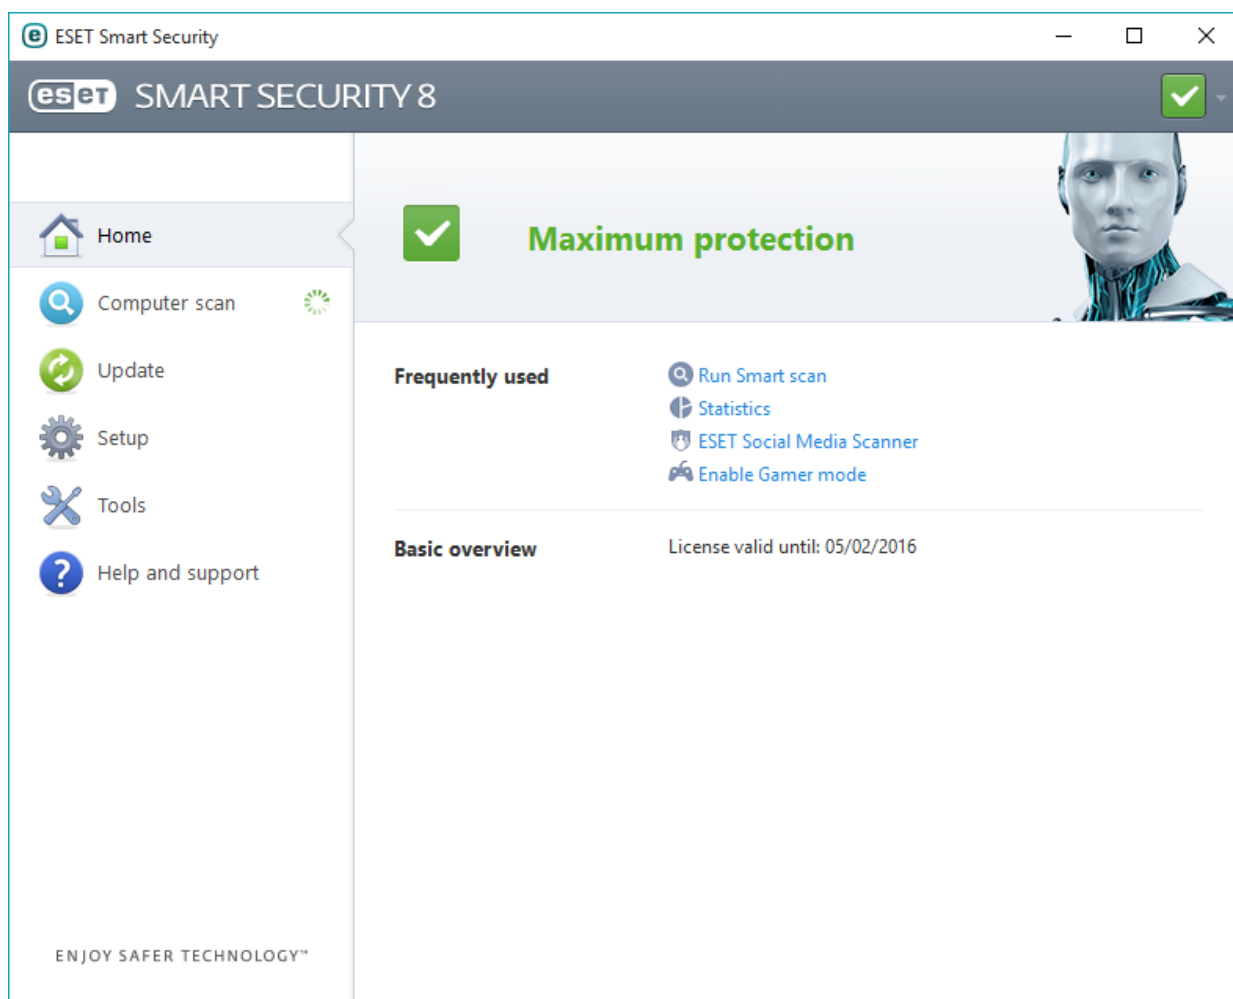 ESET Smart Security
eset SMART SECURITY 8
Home
Computer scan
Update
Setup
Tools
Help and support
ENJOY SAFER TECHNOLOGY™
Maximum protection
Frequently used
Run Smart scan
Statistics
ESET Social Media Scanner
Enable Gamer mode
Basic overview
License valid until: 05/02/2016